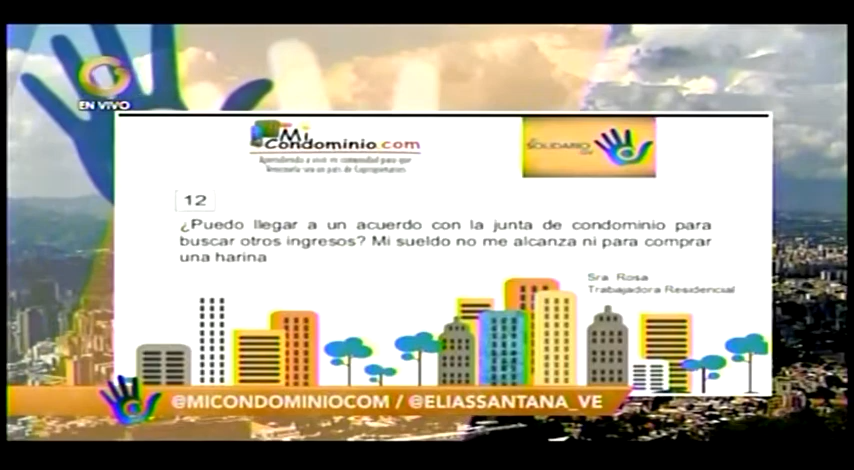 EN VIVO
Mi
Condominio.com
Aprendiendo a vivir en comunidad para que
Venezuela sea un país de Copropietarios
SOLIDARIO
12
¿Puedo llegar a un acuerdo con la junta de condominio para
buscar otros ingresos? Mi sueldo no me alcanza ni para comprar
una harina
Sra. Rosa
Trabajadora Residencial
@MICONDOMINIOCOM / @ELIASSANTANA_VE